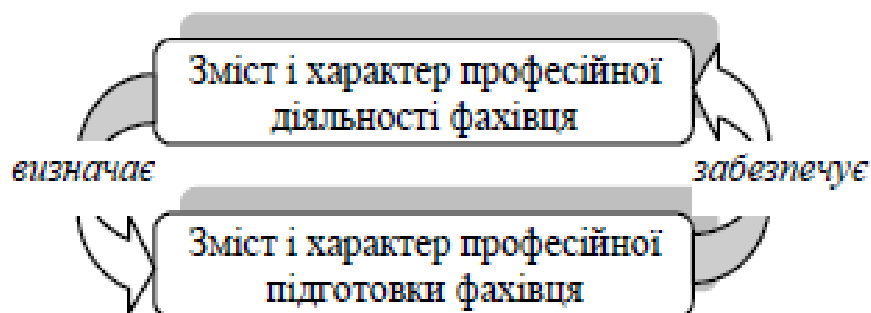 Зміст і характер професійної
діяльності фахівця
визначає
забезпечує
Зміст і характер професійної
підготовки фахівця